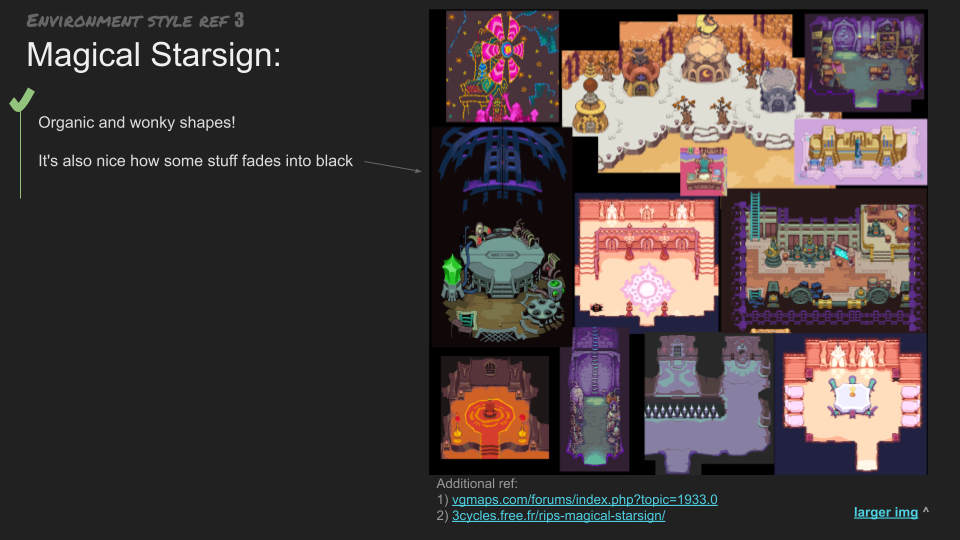 Environment style ref 3
Magical Starsign:
Organic and wonky shapes!
It's also nice how some stuff fades into black
Additional ref:
1) vgmaps.com/forums/index.php?topic=1933.0
2) 3cycles.free.fr/rips-magical-starsign/
larger img ^